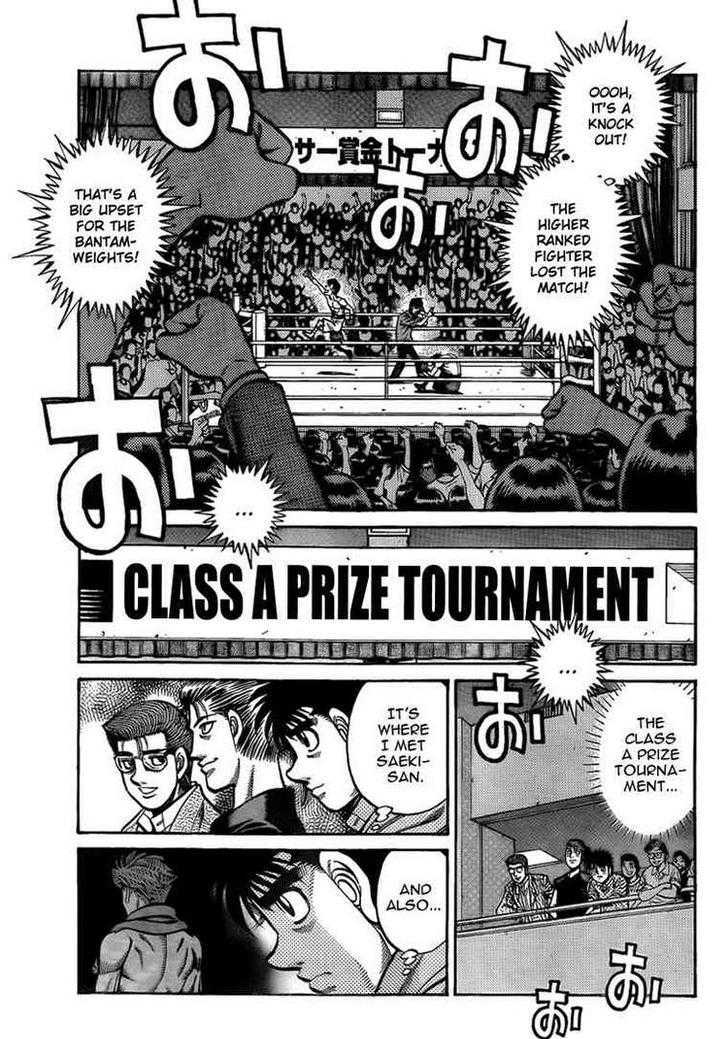 OOOH,
IT'S A
KNOCK
OUT!
THE
HIGHER
RANKED
FIGHTER
LOST THE
MATCH!
THAT'S A
BIG UPSET
FOR THE
BANTAM-
WEIGHTS!
お
お
お
お
サー賞金トーナ
...
CLASS A PRIZE TOURNAMENT
...
THE
CLASS
A PRIZE
TOURNA-
MENT...
お
IT'S
WHERE
I MET
SAEKI-
SAN.
AND
ALSO...
お
お